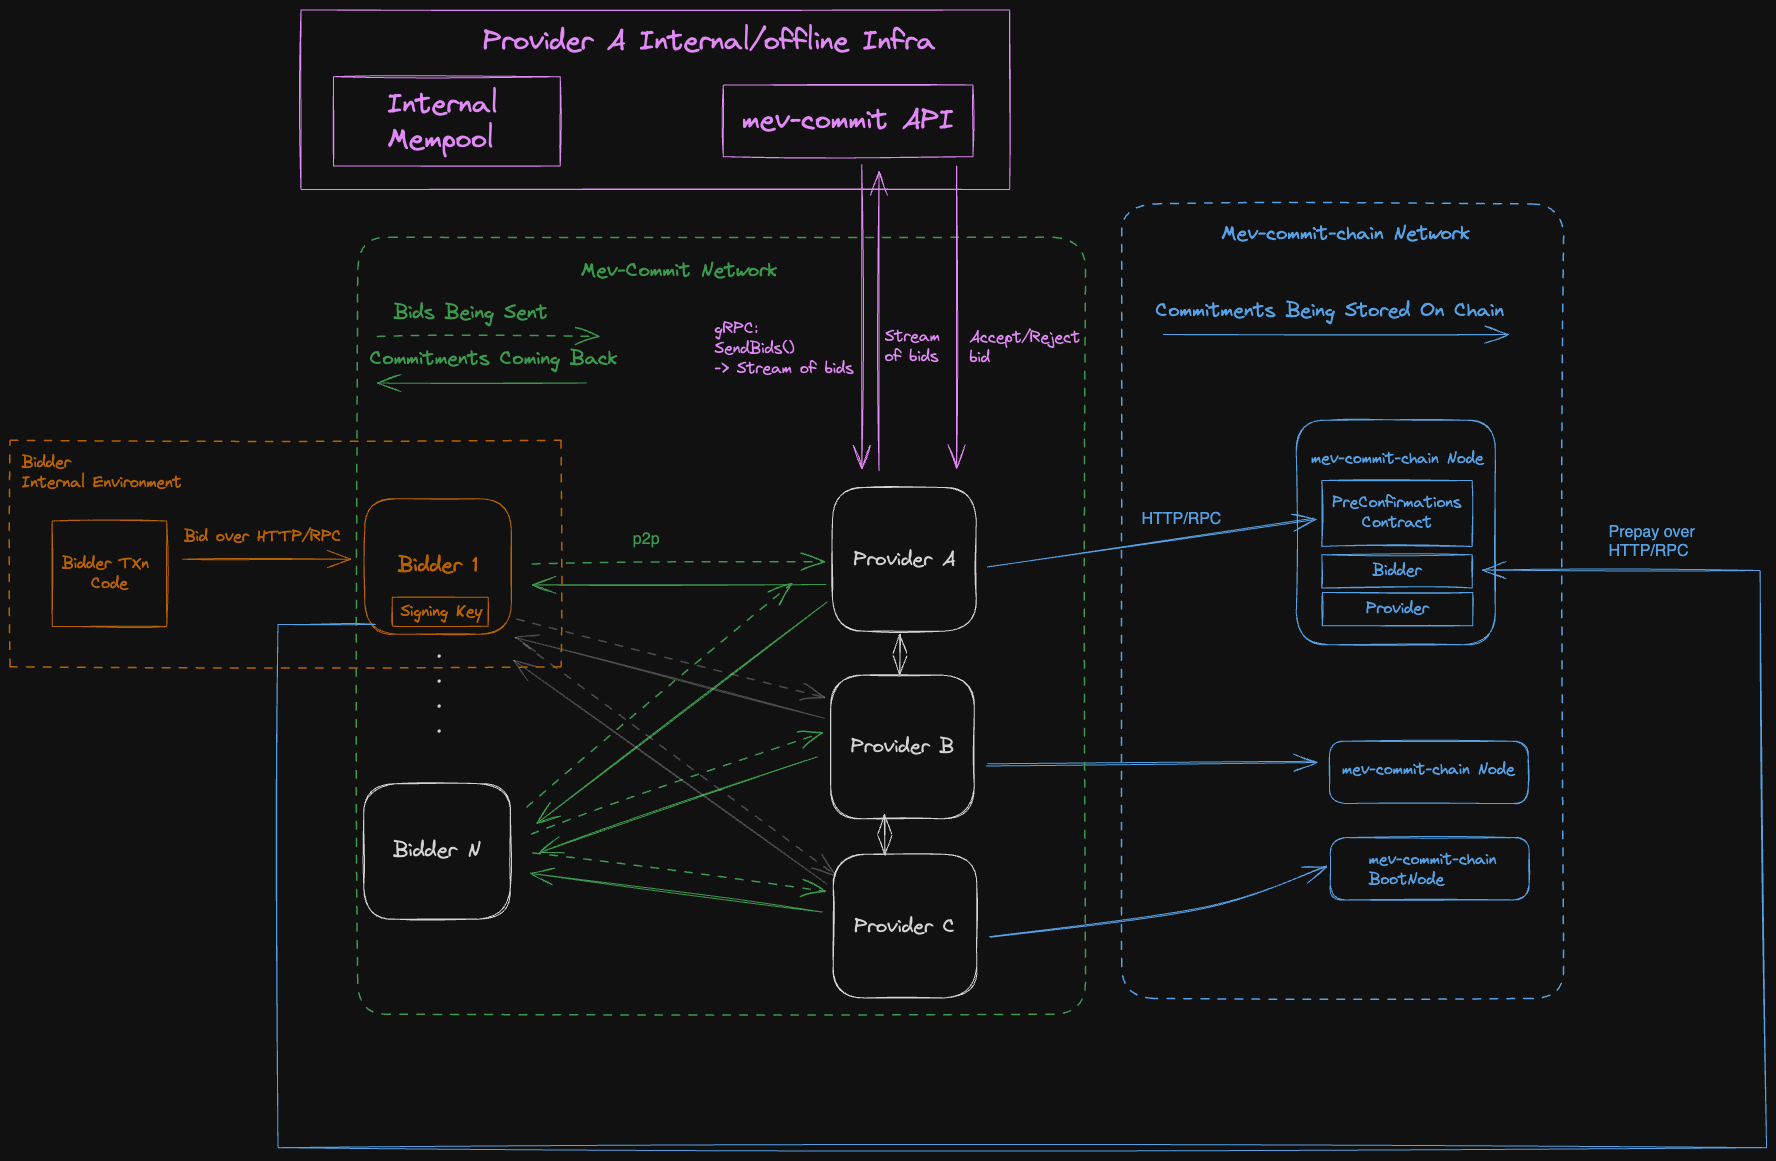 Provider A Internal/offline Infra
Internal
Mempool
mev-commit API
Mev-commit-chain Network
Mev-Commit Network
Bids Being Sent
Commitments Coming Back
gRPC:
SendBids()
-> Stream of bids
Stream
of bids
Accept/Reject
bid
Commitments Being Stored On Chain
Bidder
Internal Environment
Bidder TXn
Code
Bid over HTTP/RPC
Bidder 1
Signing Key
p2p
Provider A
HTTP/RPC
mev-commit-chain Node
PreConfirmations
Contract
Bidder
Provider
Prepay over
HTTP/RPC
Provider B
mev-commit-chain Node
Bidder N
mev-commit-chain
BootNode
Provider C